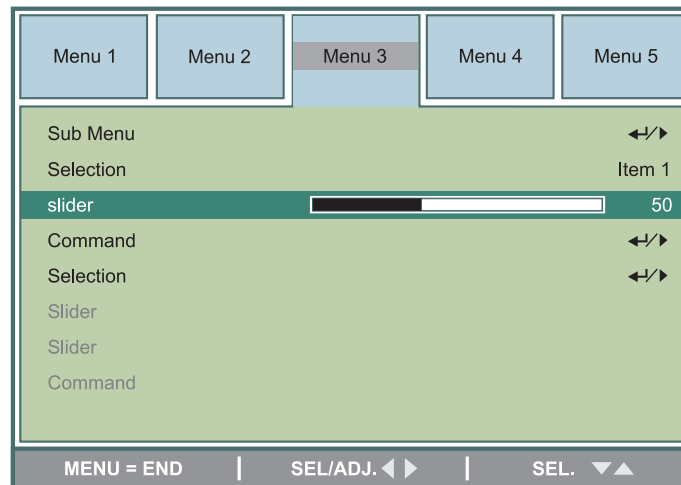 Menu 1 Menu 2 Menu 3 Menu 4 Menu 5
Sub Menu
Selection Item 1
slider 50
Command
Selection
Slider
Slider
Command
MENU = END SEL/ADJ. SEL.